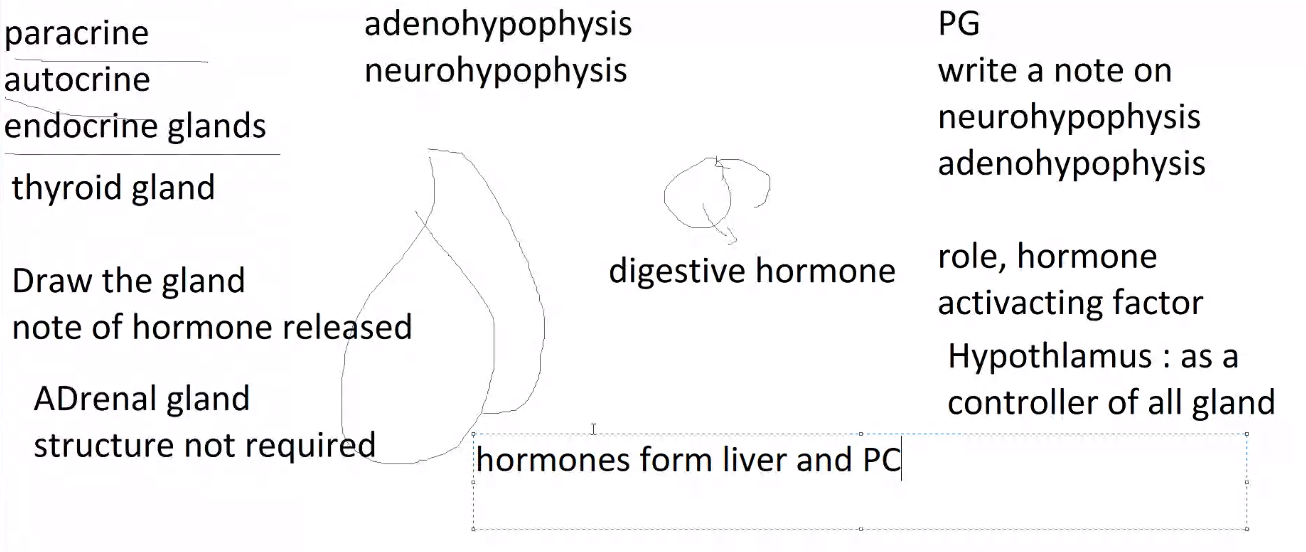 paracrine
autocrine
endocrine glands
thyroid gland
Draw the gland
note of hormone released
ADrenal gland
structure not required
adenohypophysis
neurohypophysis
digestive hormone
PG
write a note on
neurohypophysis
adenohypophysis
role, hormone
activacting factor
Hypothlamus : as a
controller of all gland
hormones form liver and PC